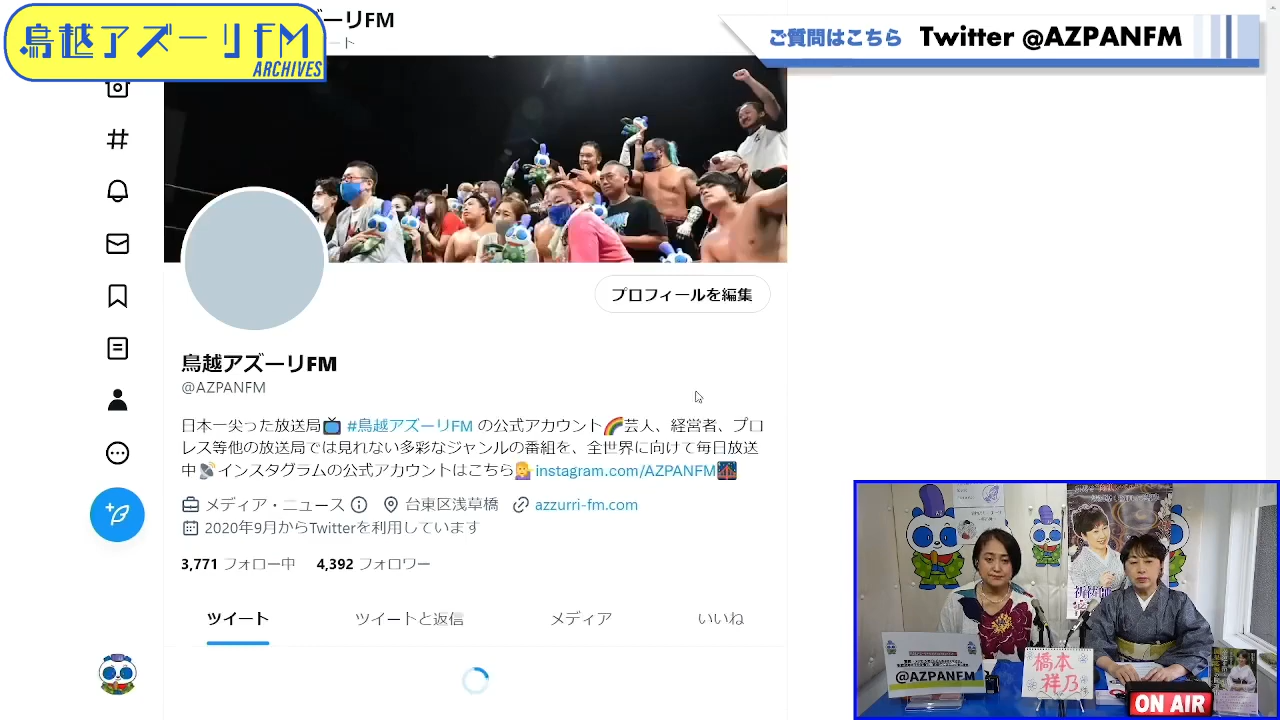 鳥越アズーリFM
ARCHIVES
ーリFM
ート
ご質問はこちら Twitter @AZPANFM
プロフィールを編集
鳥越アズーリFM
@AZPANFM
日本一尖った放送局📺 #鳥越アズーリFM の公式アカウント🌈芸人、経営者、プロ
レス等他の放送局では見れない多彩なジャンルの番組を、全世界に向けて毎日放送
中📡インスタグラムの公式アカウントはこちら💁instagram.com/AZPANFM🌉
メディア・ニュース 台東区浅草橋 azzurri-fm.com
2020年9月からTwitterを利用しています
3,771 フォロー中 4,392 フォロワー
ツイート ツイートと返信 メディア いいね
祈祷師
@AZPANFM
橋本
祥乃
ON AIR